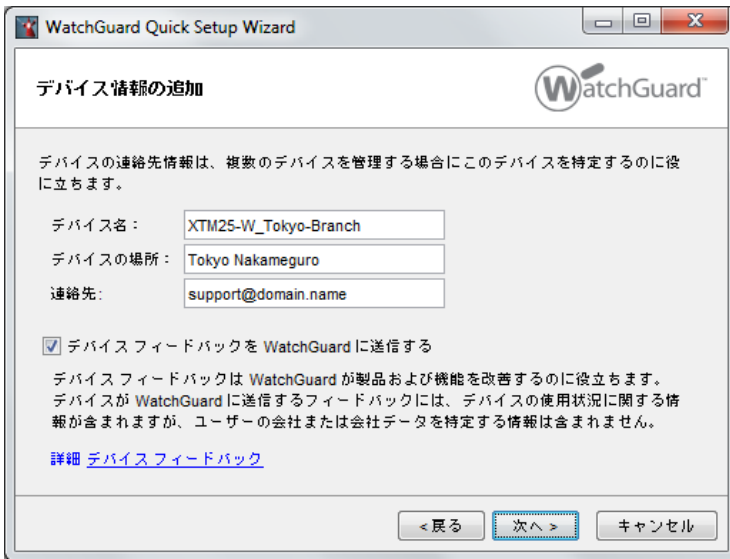 WatchGuard Quick Setup Wizard
デバイス情報の追加
WatchGuard™
デバイスの連絡先情報は、複数のデバイスを管理する場合にこのデバイスを特定するのに役
に立ちます。
デバイス名： XTM25-W_Tokyo-Branch
デバイスの場所： Tokyo Nakameguro
連絡先: support@domain.name
デバイス フィードバックを WatchGuard に送信する
デバイス フィードバックは WatchGuard が製品および機能を改善するのに役立ちます。
デバイスが WatchGuard に送信するフィードバックには、デバイスの使用状況に関する情
報が含まれますが、ユーザーの会社または会社データを特定する情報は含まれません。
詳細 デバイス フィードバック
<戻る 次へ > キャンセル